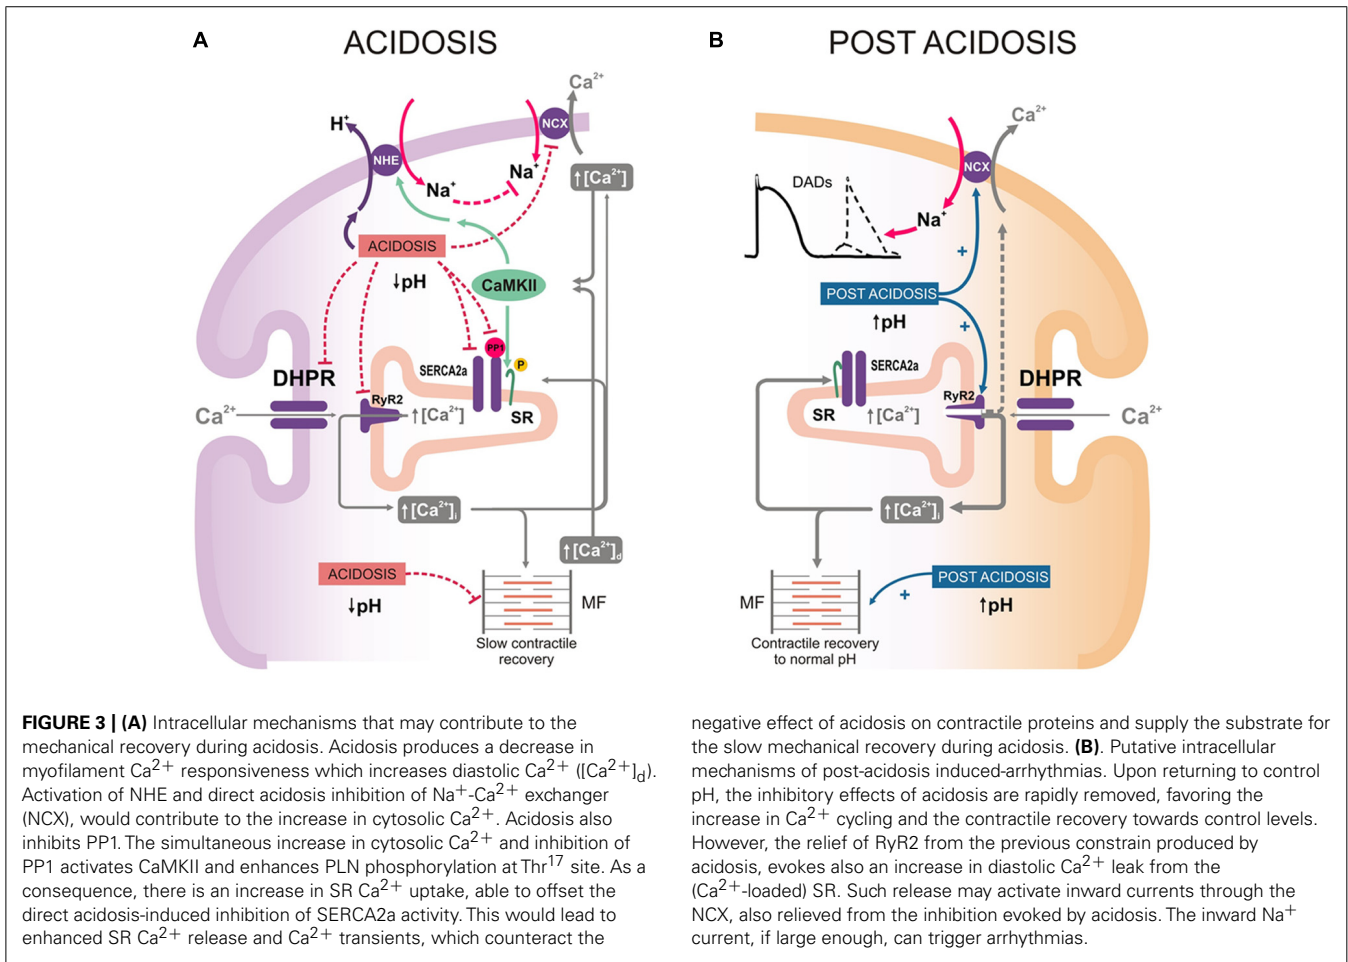 A
ACIDOSIS
Ca²⁺
H⁺
NCX
NHE
Na⁺
Na⁺
↑[Ca²⁺]
ACIDOSIS
↓pH
CaMKII
PP1
P
SERCA2a
DHPR
RyR2
Ca²⁺
↑[Ca²⁺]
SR
↑[Ca²⁺]i
↑[Ca²⁺]d
ACIDOSIS
↓pH
MF
Slow contractile
recovery
B
POST ACIDOSIS
Ca²⁺
NCX
DADs
Na⁺
+
POST ACIDOSIS
↑pH
+
SERCA2a
DHPR
RyR2
SR
↑[Ca²⁺]
Ca²⁺
↑[Ca²⁺]i
POST ACIDOSIS
+
↑pH
MF
Contractile recovery
to normal pH
FIGURE 3 | (A) Intracellular mechanisms that may contribute to the
mechanical recovery during acidosis. Acidosis produces a decrease in
myofilament Ca2+ responsiveness which increases diastolic Ca2+ ([Ca2+]d).
Activation of NHE and direct acidosis inhibition of Na+-Ca2+ exchanger
(NCX), would contribute to the increase in cytosolic Ca2+. Acidosis also
inhibits PP1. The simultaneous increase in cytosolic Ca2+ and inhibition of
PP1 activates CaMKII and enhances PLN phosphorylation at Thr17 site. As a
consequence, there is an increase in SR Ca2+ uptake, able to offset the
direct acidosis-induced inhibition of SERCA2a activity. This would lead to
enhanced SR Ca2+ release and Ca2+ transients, which counteract the
negative effect of acidosis on contractile proteins and supply the substrate for
the slow mechanical recovery during acidosis. (B). Putative intracellular
mechanisms of post-acidosis induced-arrhythmias. Upon returning to control
pH, the inhibitory effects of acidosis are rapidly removed, favoring the
increase in Ca2+ cycling and the contractile recovery towards control levels.
However, the relief of RyR2 from the previous constrain produced by
acidosis, evokes also an increase in diastolic Ca2+ leak from the
(Ca2+-loaded) SR. Such release may activate inward currents through the
NCX, also relieved from the inhibition evoked by acidosis. The inward Na+
current, if large enough, can trigger arrhythmias.